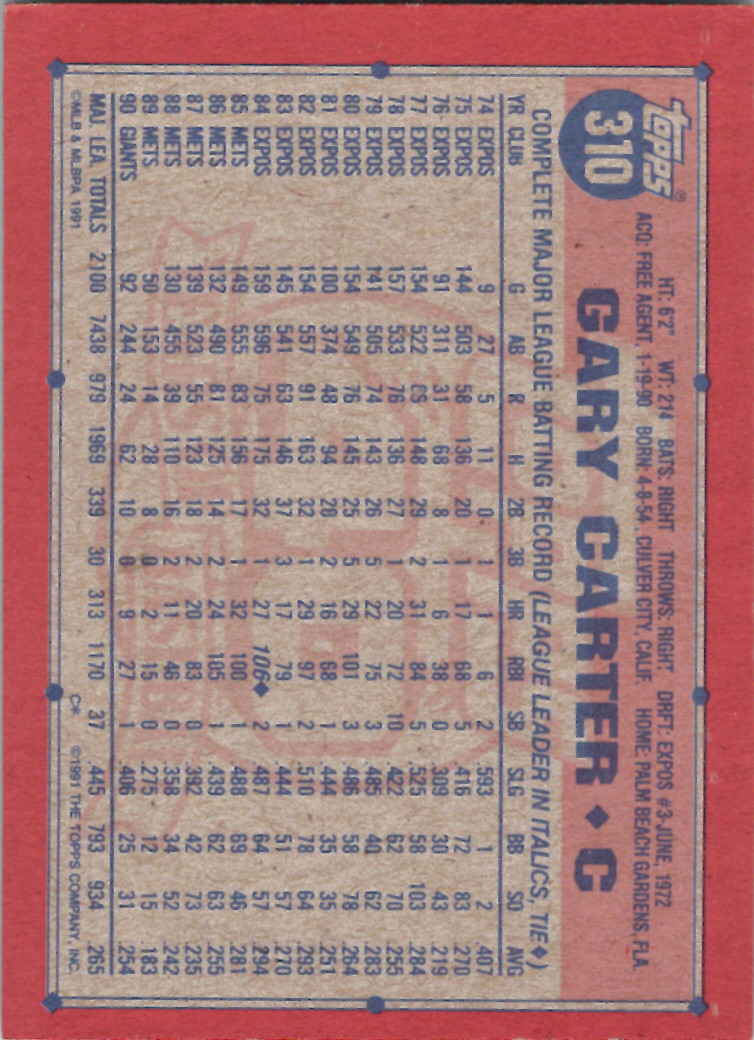 topps®
310
HT: 6'2" WT: 214 BATS: RIGHT THROWS: RIGHT DRFT: EXPOS #3-JUNE, 1972
ACQ: FREE AGENT, 1-19-90 BORN: 4-8-54, CULVER CITY, CALIF. HOME: PALM BEACH GARDENS, FLA.
GARY CARTER ♦ C
COMPLETE MAJOR LEAGUE BATTING RECORD (LEAGUE LEADER IN ITALICS, TIE♦)
YR CLUB G AB R H 2B 3B HR RBI SB SLG BB SO AVG
74 EXPOS 9 27 5 11 0 1 1 6 2 .593 1 2 .407
75 EXPOS 144 503 58 136 20 1 17 68 5 .416 72 83 .270
76 EXPOS 91 311 31 68 8 1 6 38 0 .309 30 43 .219
77 EXPOS 154 522 86 148 29 2 31 84 5 .525 58 103 .284
78 EXPOS 157 533 76 136 27 1 20 72 10 .422 62 70 .255
79 EXPOS 141 505 74 143 26 5 22 75 3 .485 40 62 .283
80 EXPOS 154 549 76 145 25 5 29 101 3 .486 58 78 .264
81 EXPOS 100 374 48 94 20 2 16 68 1 .444 35 35 .251
82 EXPOS 154 557 91 163 32 1 29 97 2 .510 78 64 .293
83 EXPOS 145 541 63 146 37 3 17 79 1 .444 51 57 .270
84 EXPOS 159 596 75 175 32 1 27 106♦ 2 .487 64 57 .294
85 METS 149 555 83 156 17 1 32 100 1 .488 69 46 .281
86 METS 132 490 81 125 14 2 24 105 1 .439 62 63 .255
87 METS 139 523 55 123 18 2 20 83 0 .392 42 73 .235
88 METS 130 455 39 110 16 2 11 46 0 .358 34 52 .242
89 METS 50 153 14 28 8 0 2 15 0 .275 12 15 .183
90 GIANTS 92 244 24 62 10 0 9 27 1 .406 25 31 .254
MAJ. LEA. TOTALS 2100 7438 979 1969 339 30 313 1170 37 .445 793 934 .265
©MLB & MLBPA 1991 C* ©1991 THE TOPPS COMPANY, INC.